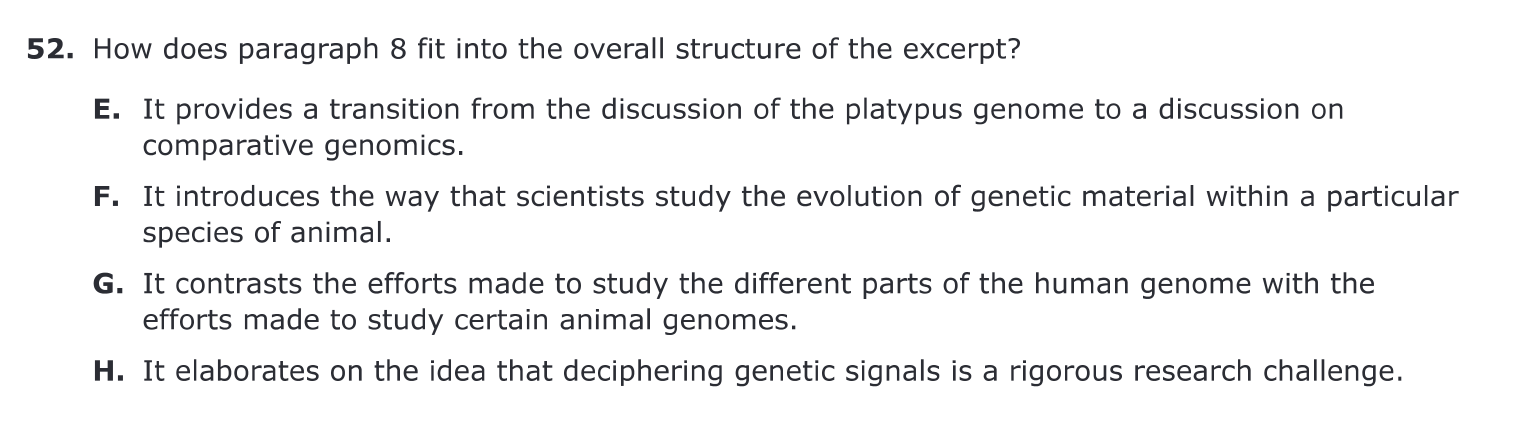 52. How does paragraph 8 fit into the overall structure of the excerpt?
E. It provides a transition from the discussion of the platypus genome to a discussion on
comparative genomics.
F. It introduces the way that scientists study the evolution of genetic material within a particular
species of animal.
G. It contrasts the efforts made to study the different parts of the human genome with the
efforts made to study certain animal genomes.
H. It elaborates on the idea that deciphering genetic signals is a rigorous research challenge.